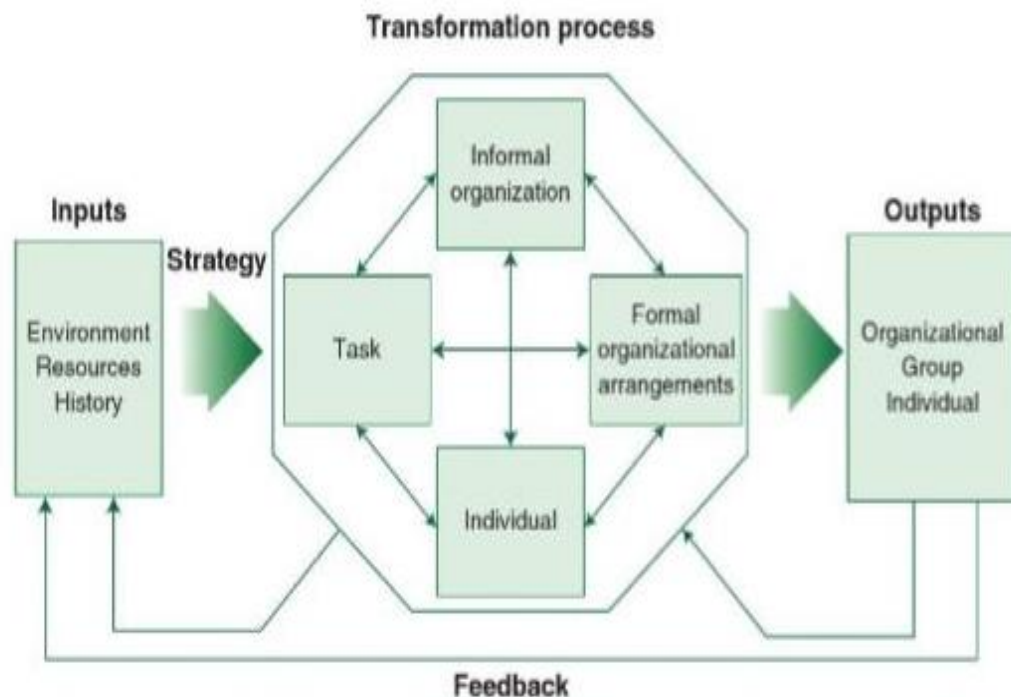 Transformation process
Inputs
Environment
Resources
History
Strategy
Informal
organization
Task
Formal
organizational
arrangements
Individual
Outputs
Organizational
Group
Individual
Feedback